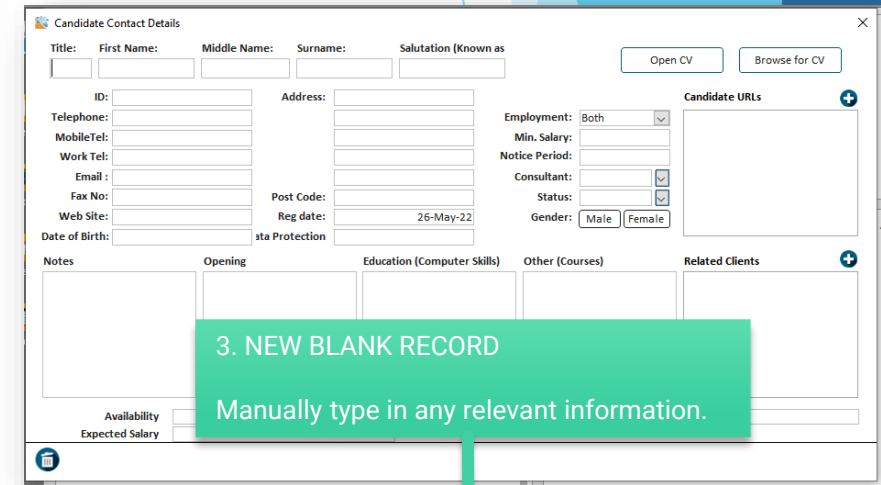 Candidate Contact Details
Title: First Name: Middle Name: Surname: Salutation (Known as
Open CV Browse for CV
ID: Address: Candidate URLs
Telephone: Employment: Both
MobileTel: Min. Salary:
Work Tel: Notice Period:
Email : Consultant:
Fax No: Post Code: Status:
Web Site: Reg date: 26-May-22 Gender: Male Female
Date of Birth: ata Protection
Notes Opening Education (Computer Skills) Other (Courses) Related Clients
3. NEW BLANK RECORD
Manually type in any relevant information.
Availability
Expected Salary